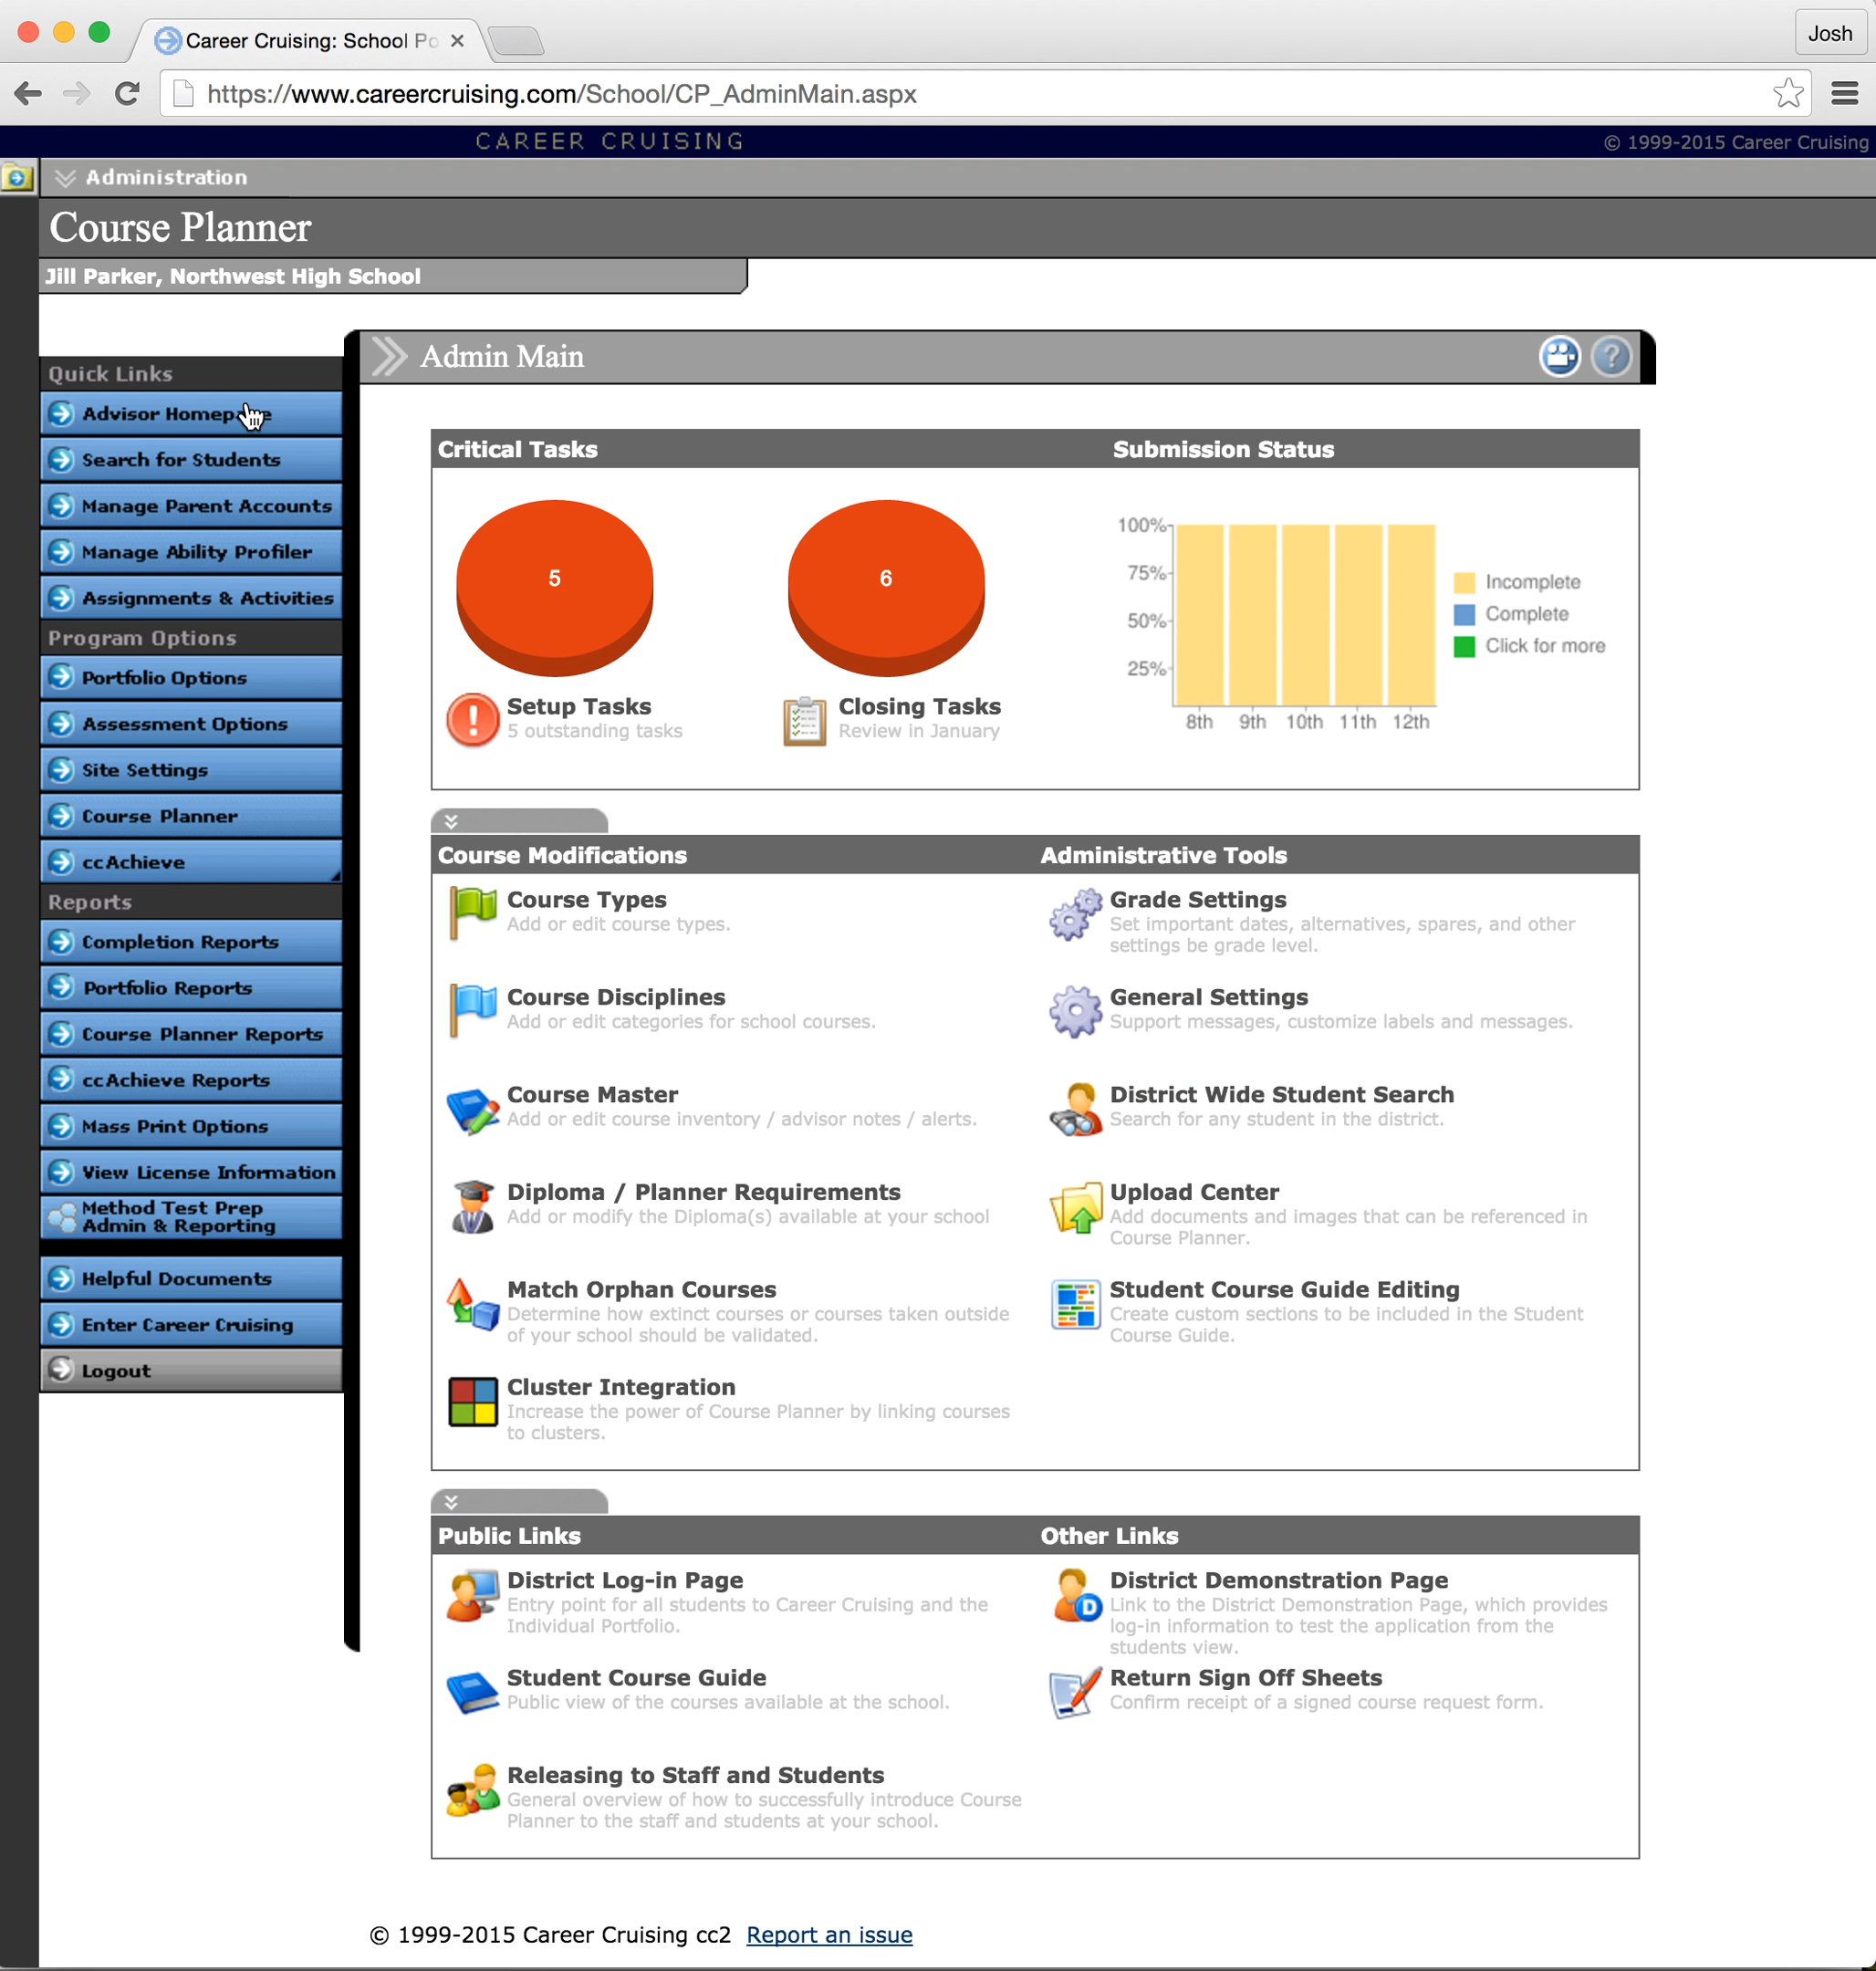 Career Cruising: School Po
Josh
https://www.careercruising.com/School/CP_AdminMain.aspx
CAREER CRUISING
© 1999-2015 Career Cruising
Administration
Course Planner
Jill Parker, Northwest High School
Quick Links
Advisor Homepage
Search for Students
Manage Parent Accounts
Manage Ability Profiler
Assignments & Activities
Program Options
Portfolio Options
Assessment Options
Site Settings
Course Planner
ccAchieve
Reports
Completion Reports
Portfolio Reports
Course Planner Reports
ccAchieve Reports
Mass Print Options
View License Information
Method Test Prep
Admin & Reporting
Helpful Documents
Enter Career Cruising
Logout
Admin Main
?
Critical Tasks
Submission Status
5
6
Setup Tasks
5 outstanding tasks
Closing Tasks
Review in January
100%
75%
50%
25%
8th 9th 10th 11th 12th
Incomplete
Complete
Click for more
Course Modifications
Administrative Tools
Course Types
Add or edit course types.
Grade Settings
Set important dates, alternatives, spares, and other
settings be grade level.
Course Disciplines
Add or edit categories for school courses.
General Settings
Support messages, customize labels and messages.
Course Master
Add or edit course inventory / advisor notes / alerts.
District Wide Student Search
Search for any student in the district.
Diploma / Planner Requirements
Add or modify the Diploma(s) available at your school
Upload Center
Add documents and images that can be referenced in
Course Planner.
Match Orphan Courses
Determine how extinct courses or courses taken outside
of your school should be validated.
Student Course Guide Editing
Create custom sections to be included in the Student
Course Guide.
Cluster Integration
Increase the power of Course Planner by linking courses
to clusters.
Public Links
Other Links
District Log-in Page
Entry point for all students to Career Cruising and the
Individual Portfolio.
District Demonstration Page
Link to the District Demonstration Page, which provides
log-in information to test the application from the
students view.
Student Course Guide
Public view of the courses available at the school.
Return Sign Off Sheets
Confirm receipt of a signed course request form.
Releasing to Staff and Students
General overview of how to successfully introduce Course
Planner to the staff and students at your school.
© 1999-2015 Career Cruising cc2 Report an issue